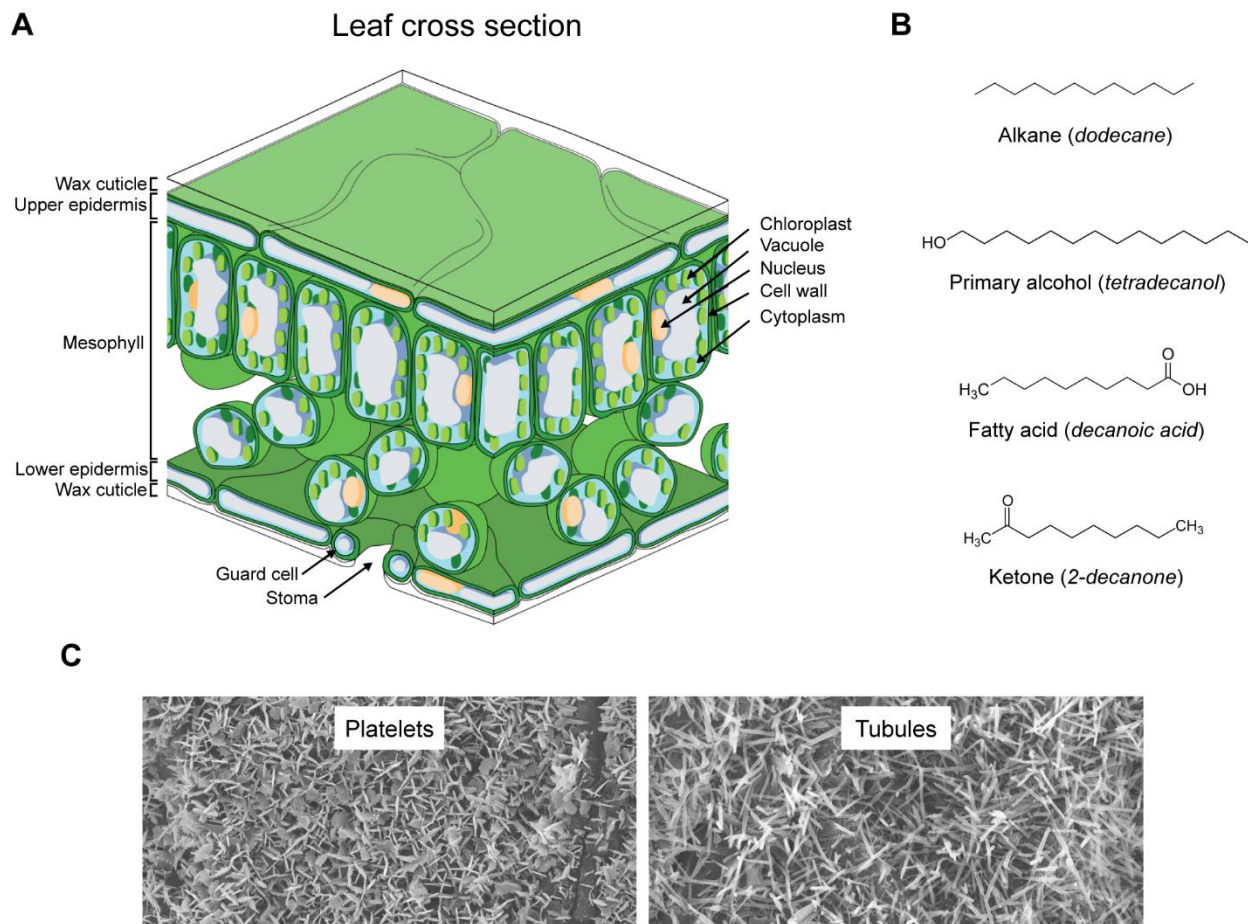 A
Leaf cross section
Wax cuticle
Upper epidermis
Mesophyll
Lower epidermis
Wax cuticle
Guard cell
Stoma
Chloroplast
Vacuole
Nucleus
Cell wall
Cytoplasm
B
Alkane (dodecane)
HO
Primary alcohol (tetradecanol)
O
H₃C
OH
Fatty acid (decanoic acid)
O
H₃C
CH₃
Ketone (2-decanone)
C
Platelets
Tubules